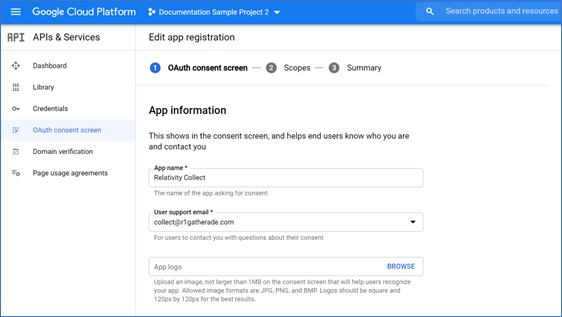 Google Cloud Platform
Documentation Sample Project 2
Search products and resources
API APIs & Services
Edit app registration
Dashboard
Library
Credentials
OAuth consent screen
Domain verification
Page usage agreements
1 OAuth consent screen — 2 Scopes — 3 Summary
App information
This shows in the consent screen, and helps end users know who you are
and contact you
App name *
Relativity Collect
The name of the app asking for consent
User support email *
collect@r1gatherade.com
For users to contact you with questions about their consent
App logo
BROWSE
Upload an image, not larger than 1MB on the consent screen that will help users recognize
your app. Allowed image formats are JPG, PNG, and BMP. Logos should be square and
120px by 120px for the best results.